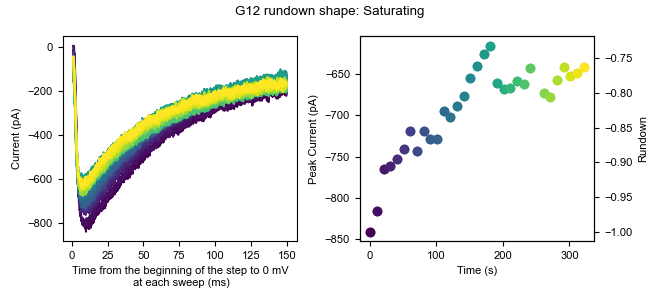 G12 rundown shape: Saturating
0
−200
−400
−600
−800
Current (pA)
0 25 50 75 100 125 150
Time from the beginning of the step to 0 mV
at each sweep (ms)
−650
−700
−750
−800
−850
Peak Current (pA)
0 100 200 300
Time (s)
−0.75
−0.80
−0.85
−0.90
−0.95
−1.00
Rundown